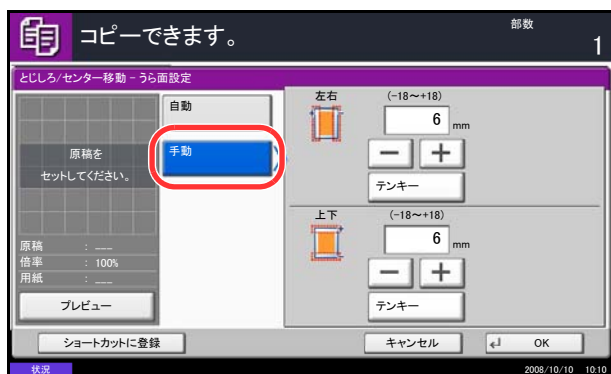 コピーできます。
部数
1
とじしろ/センター移動 - うら面設定
自動
手動
原稿を
セットしてください。
原稿 : ___
倍率 : 100%
用紙 : ___
プレビュー
左右 (-18～+18)
6 mm
－ ＋
テンキー
上下 (-18～+18)
6 mm
－ ＋
テンキー
ショートカットに登録
キャンセル
OK
状況
2008/10/10 10:10